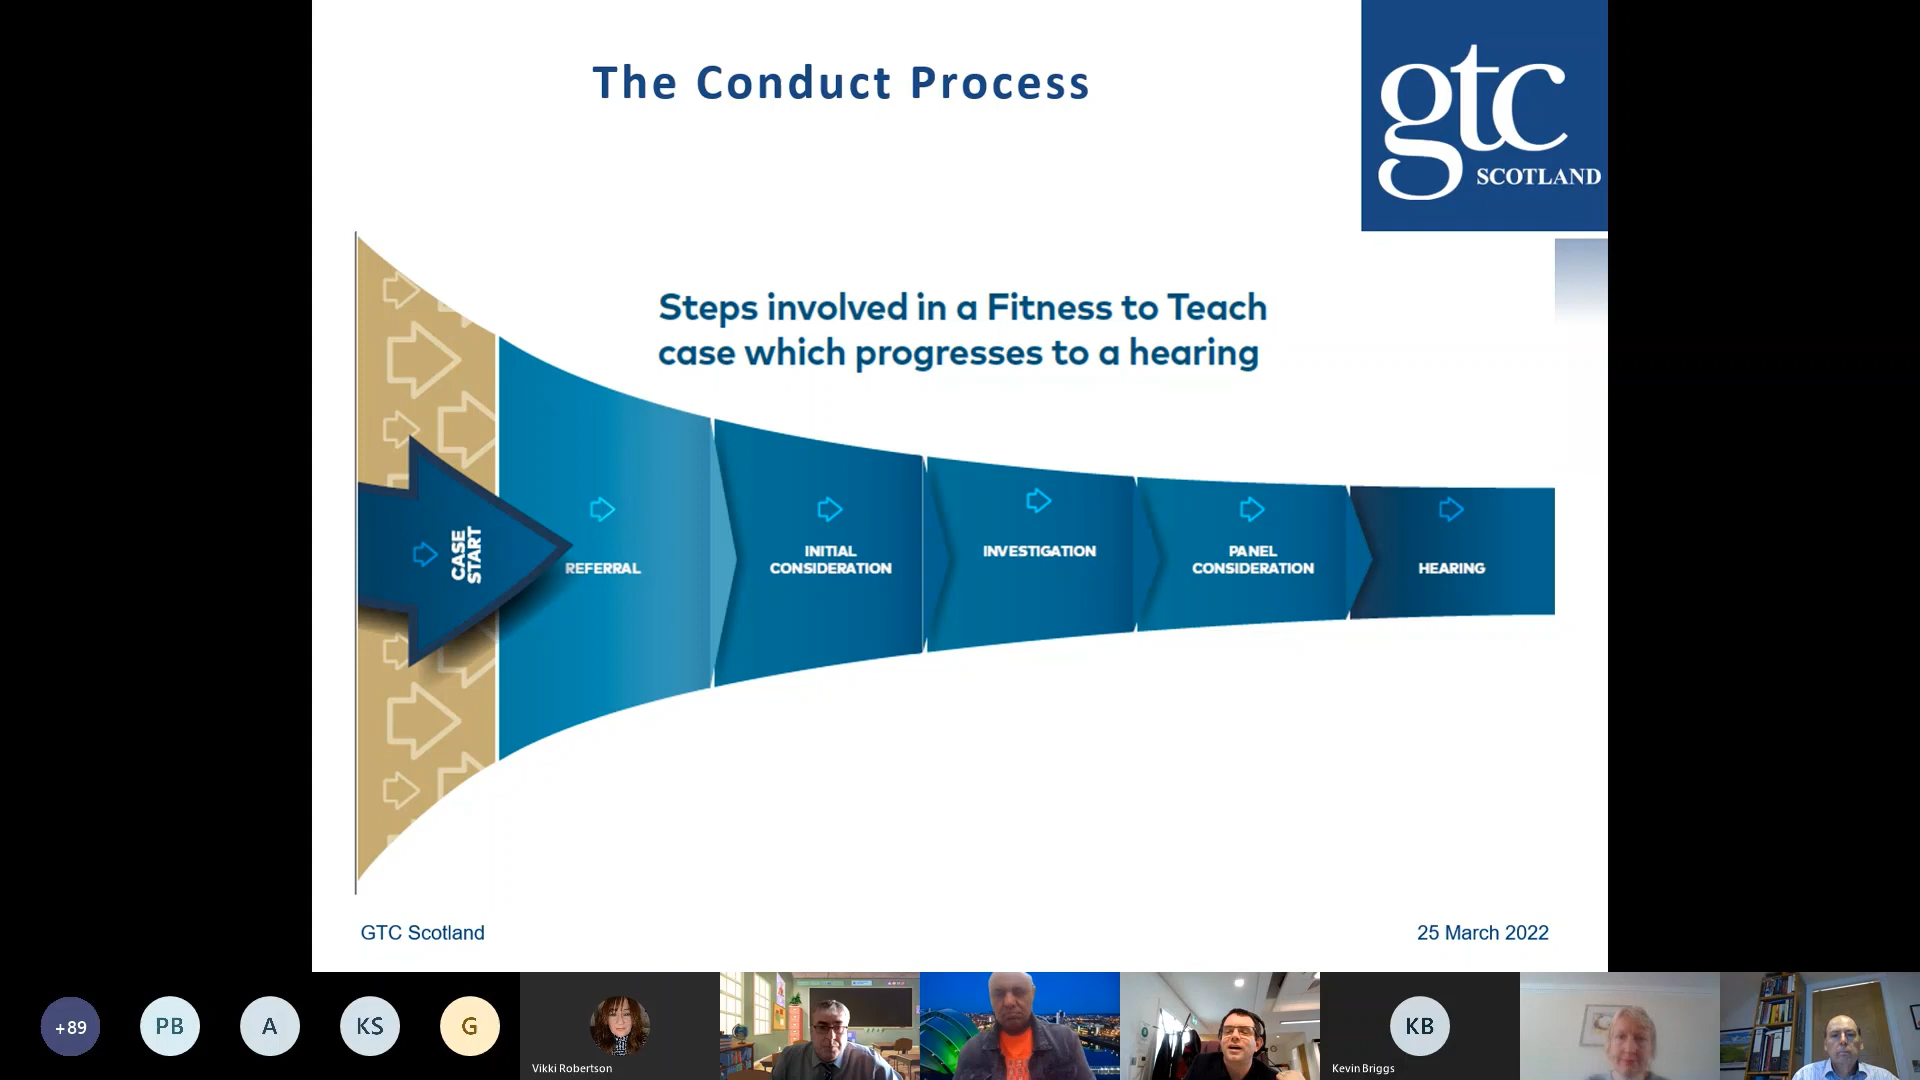 The Conduct Process
gtc
SCOTLAND
Steps involved in a Fitness to Teach
case which progresses to a hearing
CASE
START
REFERRAL
INITIAL
CONSIDERATION
INVESTIGATION
PANEL
CONSIDERATION
HEARING
GTC Scotland
25 March 2022
+89
PB
A
KS
G
Vikki Robertson
KB
Kevin Briggs